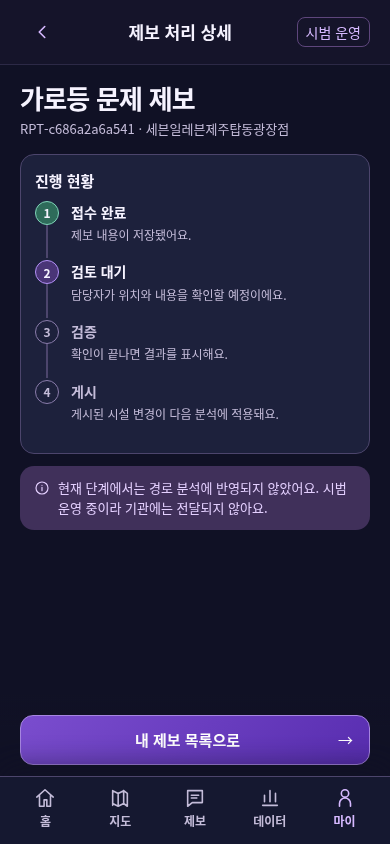 제보 처리 상세
시범 운영
가로등 문제 제보
RPT-c686a2a6a541 · 세븐일레븐제주탑동광장점
진행 현황
1 접수 완료
제보 내용이 저장됐어요.
2 검토 대기
담당자가 위치와 내용을 확인할 예정이에요.
3 검증
확인이 끝나면 결과를 표시해요.
4 게시
게시된 시설 변경이 다음 분석에 적용돼요.
현재 단계에서는 경로 분석에 반영되지 않았어요. 시범
운영 중이라 기관에는 전달되지 않아요.
내 제보 목록으로 →
홈 지도 제보 데이터 마이